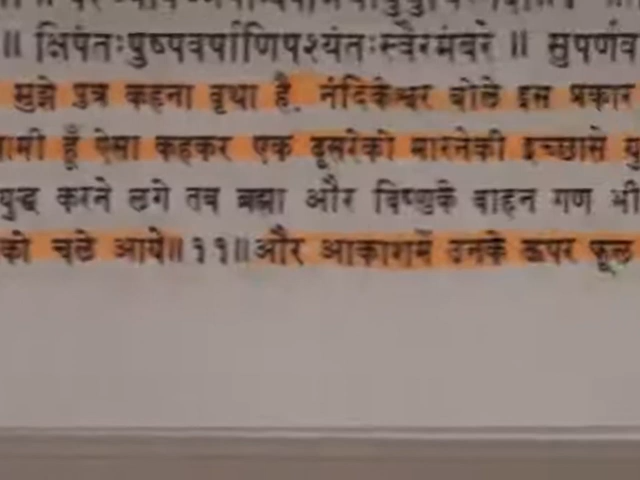 ॥ क्षिपंतःपुष्पवर्षाणिपश्यंतःस्वैरमंबरे ॥ सुपर्णव
मुझे पुत्र कहना वृथा है. नंदिकेश्वर बोले इस प्रकार
हूँ ऐसा कहकर एक दूसरेको मारनेकी इच्छासे यु
युद्ध करने लगे तब ब्रह्मा और विष्णुके वाहन गण भी
को चले आये॥११॥और आकाशमें उनके ऊपर फूल